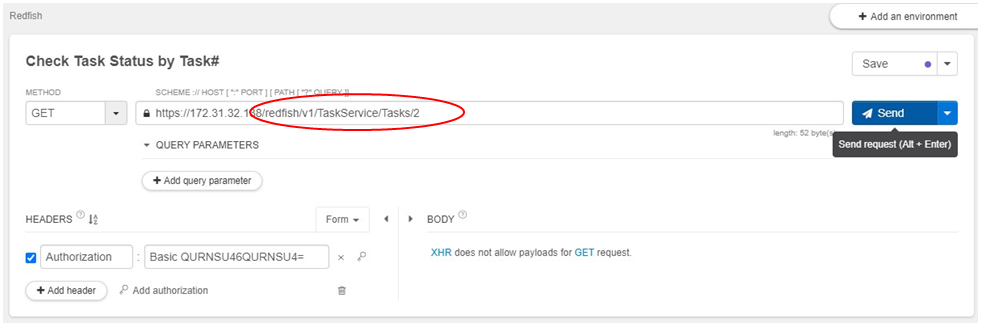 Redfish
Add an environment
Check Task Status by Task#
Save
METHOD
SCHEME :// HOST [ ":" PORT ] [ PATH [ "?" QUERY ]]
GET
https://172.31.32.188/redfish/v1/TaskService/Tasks/2
Send
length: 52 byte(s)
QUERY PARAMETERS
Send request (Alt + Enter)
Add query parameter
HEADERS
Form
BODY
Authorization : Basic QURNSU46QURNSU4=
XHR does not allow payloads for GET request.
Add header
Add authorization